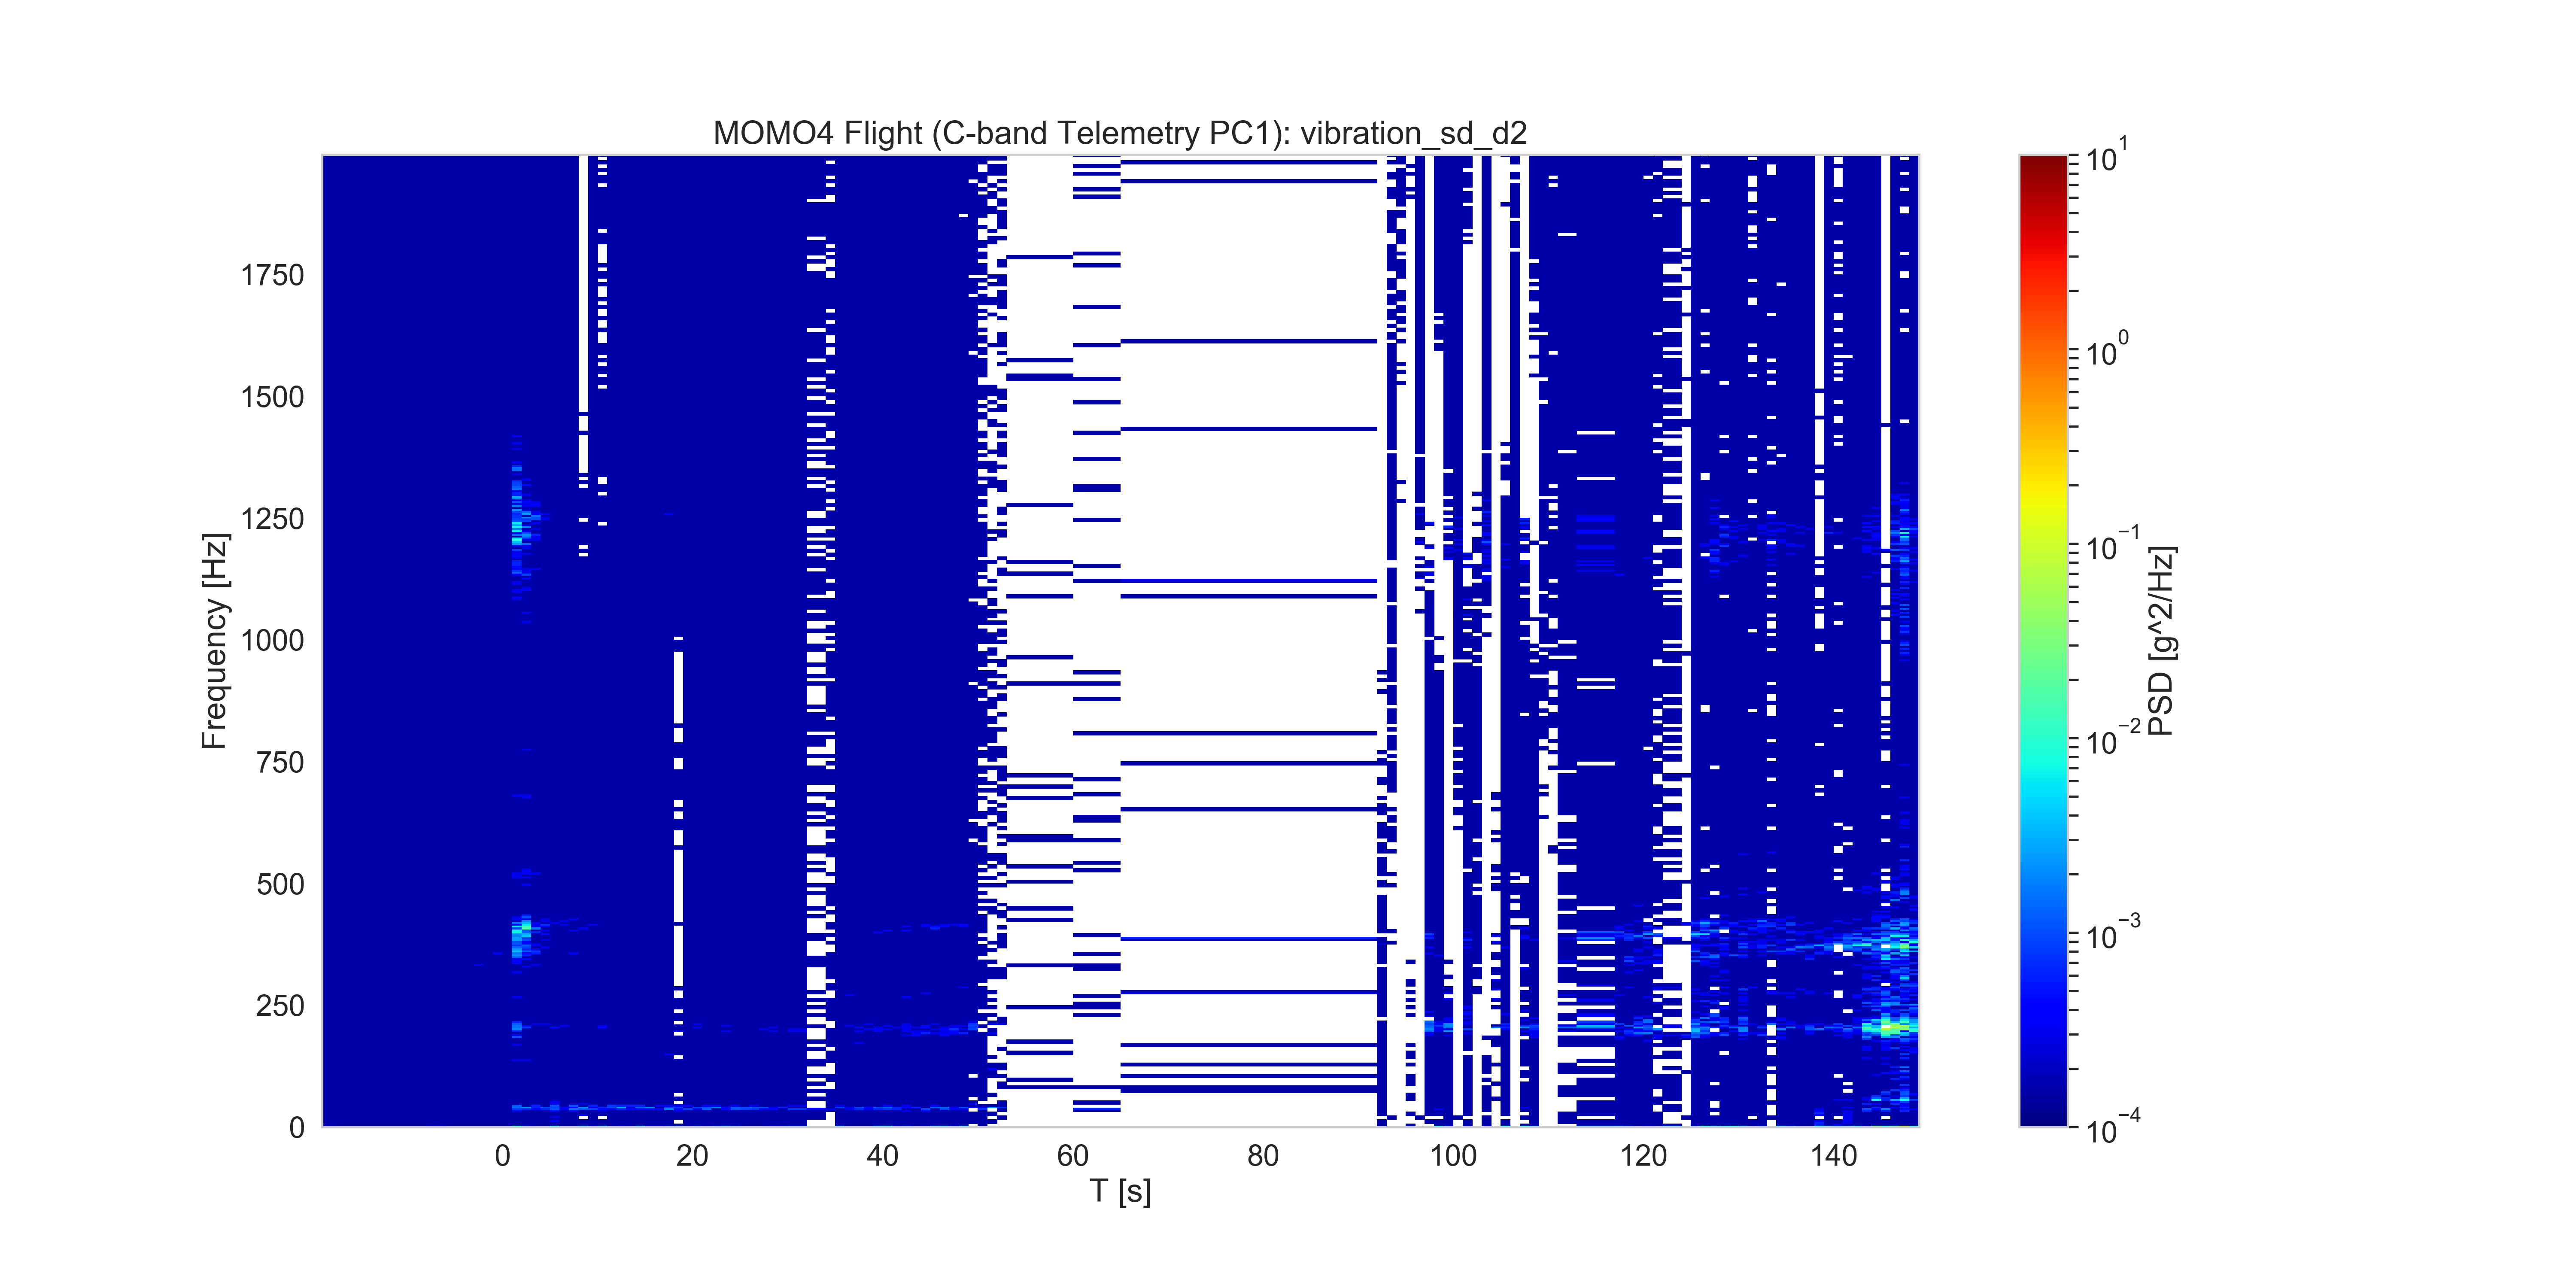 MOMO4 Flight (C-band Telemetry PC1): vibration_sd_d2
Frequency [Hz]
1750
1500
1250
1000
750
500
250
0
0 20 40 60 80 100 120 140
T [s]
10^1
10^0
10^−1
10^−2
10^−3
10^−4
PSD [g^2/Hz]